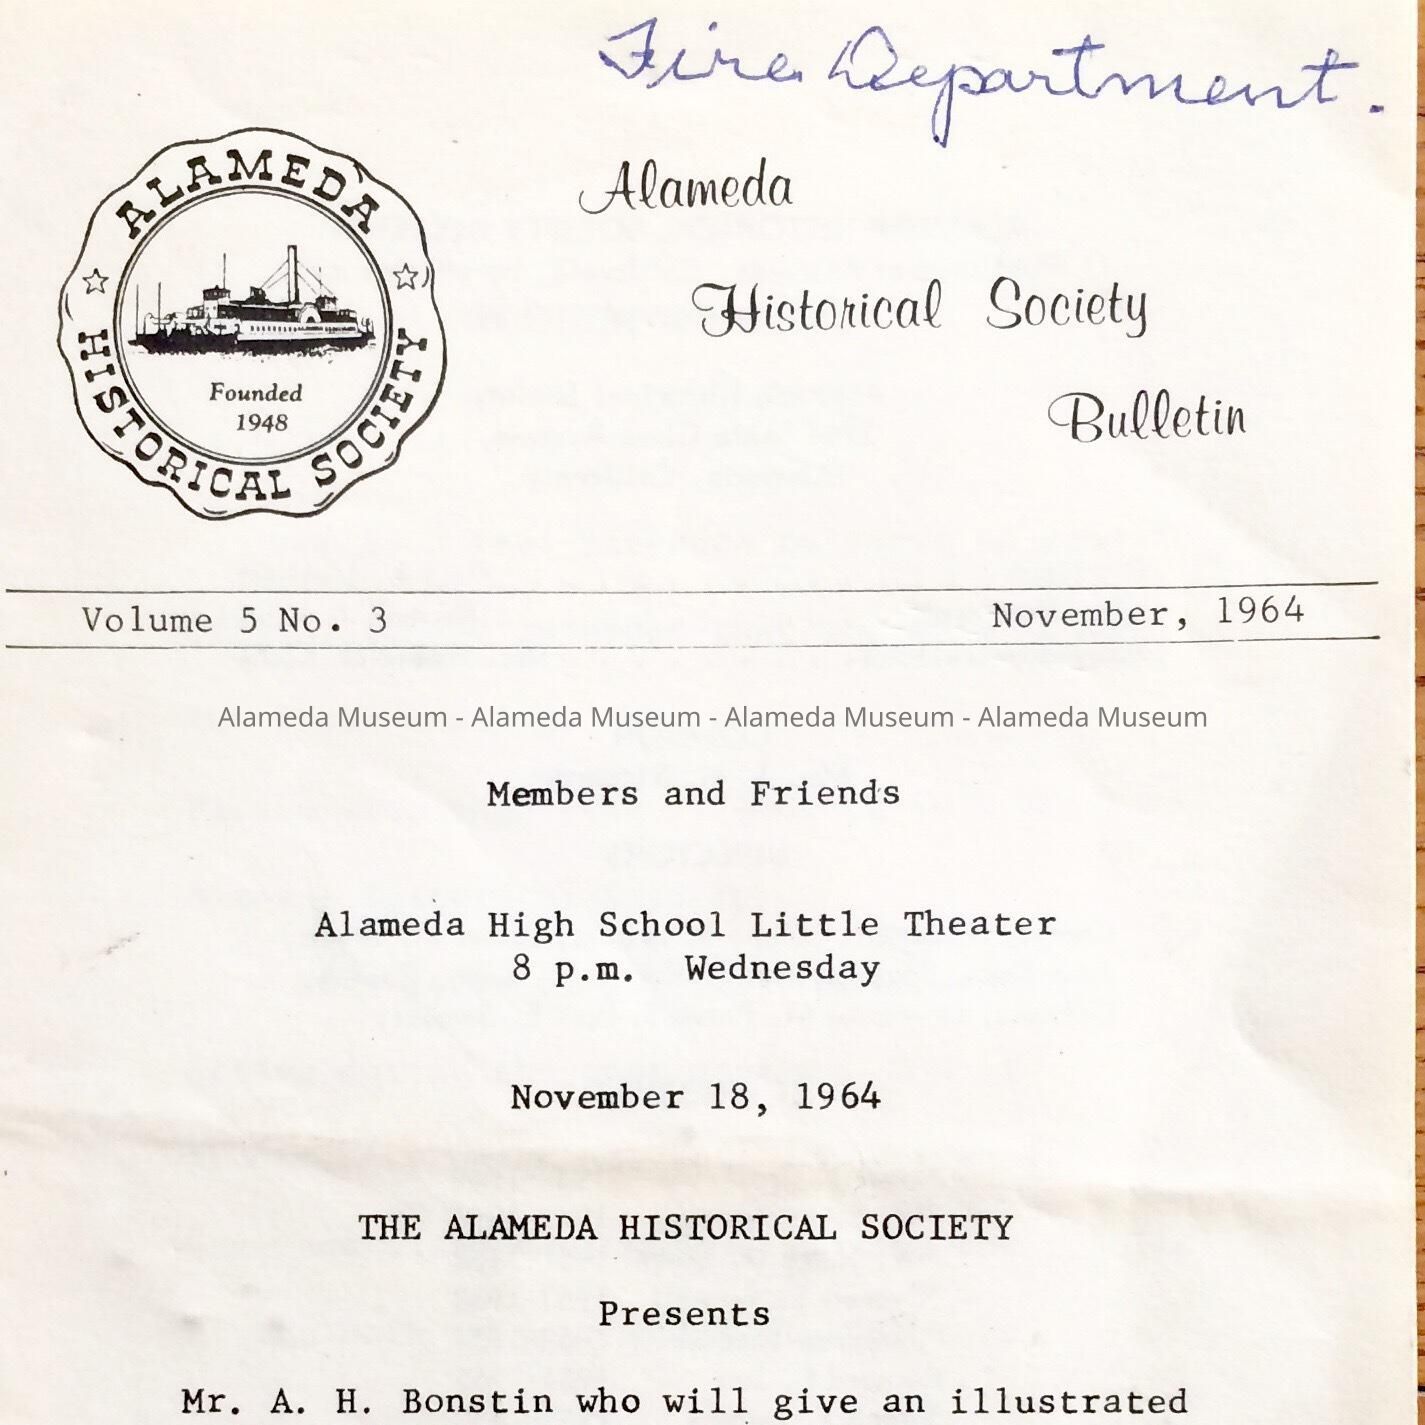 Fire Department.
ALAMEDA
HISTORICAL SOCIETY
Founded
1948
Alameda
Historical Society
Bulletin
Volume 5 No. 3
November, 1964
Alameda Museum - Alameda Museum - Alameda Museum - Alameda Museum
Members and Friends
Alameda High School Little Theater
8 p.m. Wednesday
November 18, 1964
THE ALAMEDA HISTORICAL SOCIETY
Presents
Mr. A. H. Bonstin who will give an illustrated